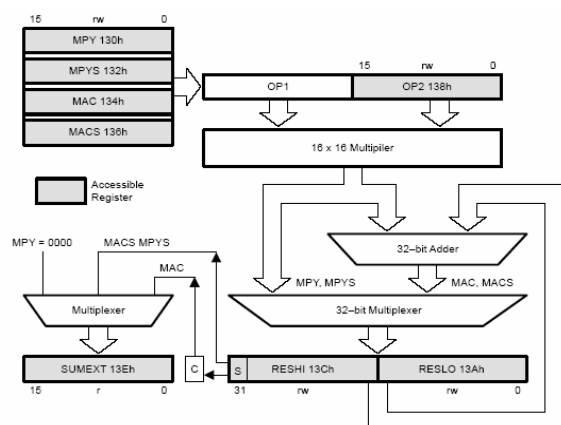 15 rw 0
MPY 130h
MPYS 132h
MAC 134h
MACS 136h
15 rw 0
OP1
OP2 138h
16 x 16 Multipiler
Accessible
Register
32–bit Adder
MPY = 0000
MACS MPYS
MAC
MPY, MPYS
MAC, MACS
Multiplexer
32–bit Multiplexer
SUMEXT 13Eh
C
S
RESHI 13Ch
RESLO 13Ah
15 r 0
31 rw rw 0